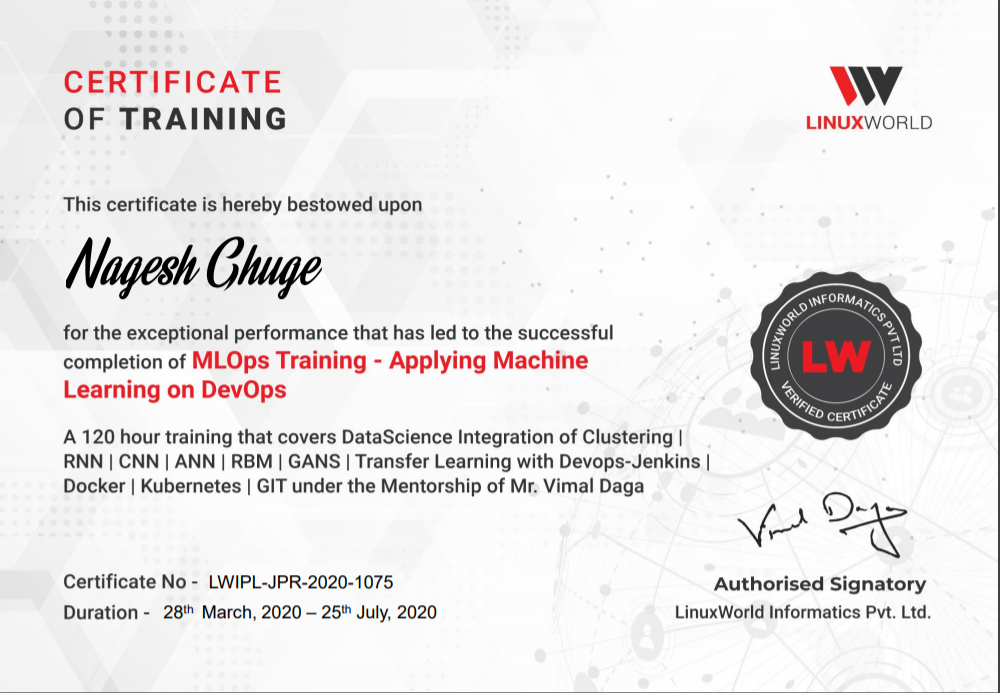 CERTIFICATE
OF TRAINING
LINUXWORLD
This certificate is hereby bestowed upon
Nagesh Ghuge
for the exceptional performance that has led to the successful
completion of MLOps Training - Applying Machine
Learning on DevOps
LINUXWORLD INFORMATICS PVT LTD
LW
VERIFIED CERTIFICATE
A 120 hour training that covers DataScience Integration of Clustering |
RNN | CNN | ANN | RBM | GANS | Transfer Learning with Devops-Jenkins |
Docker | Kubernetes | GIT under the Mentorship of Mr. Vimal Daga
Vimal Daga
Certificate No - LWIPL-JPR-2020-1075
Duration - 28th March, 2020 – 25th July, 2020
Authorised Signatory
LinuxWorld Informatics Pvt. Ltd.